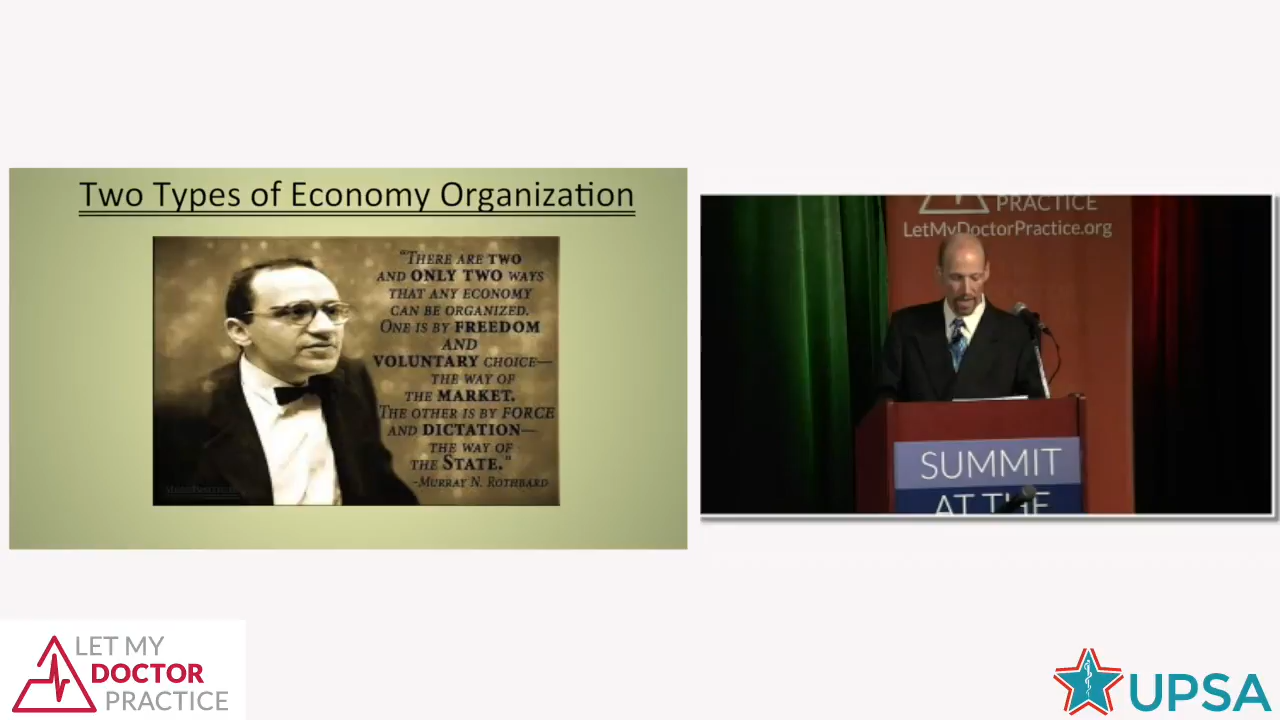 Two Types of Economy Organization
“THERE ARE TWO
AND ONLY TWO WAYS
THAT ANY ECONOMY
CAN BE ORGANIZED.
ONE IS BY FREEDOM
AND
VOLUNTARY CHOICE—
THE WAY OF
THE MARKET.
THE OTHER IS BY FORCE
AND DICTATION—
THE WAY OF
THE STATE.”
-MURRAY N. ROTHBARD
PRACTICE
LetMyDoctorPractice.org
SUMMIT
AT THE
LET MY
DOCTOR
PRACTICE
UPSA